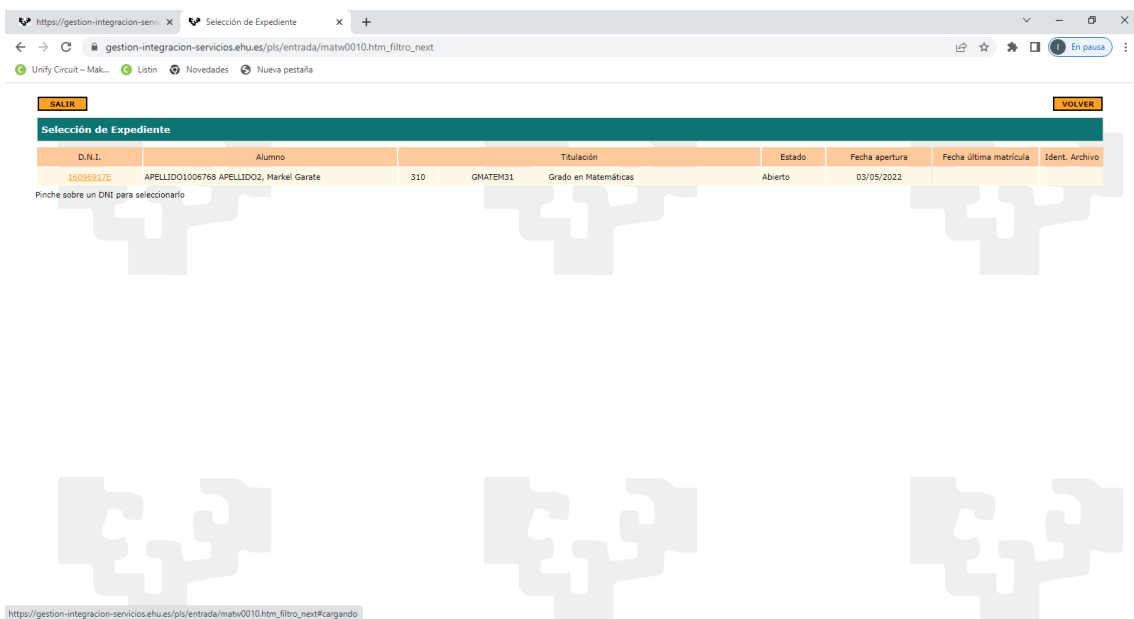 https://gestion-integracion-servic
Selección de Expediente
gestion-integracion-servicios.ehu.es/pls/entrada/matw0010.htm_filtro_next
I En pausa
Unify Circuit – Mak... Listin Novedades Nueva pestaña
SALIR VOLVER
Selección de Expediente
D.N.I. Alumno Titulación Estado Fecha apertura Fecha última matrícula Ident. Archivo
16096917E APELLIDO1006768 APELLIDO2, Markel Garate 310 GMATEM31 Grado en Matemáticas Abierto 03/05/2022
Pinche sobre un DNI para seleccionarlo
https://gestion-integracion-servicios.ehu.es/pls/entrada/matw0010.htm_filtro_next#cargando